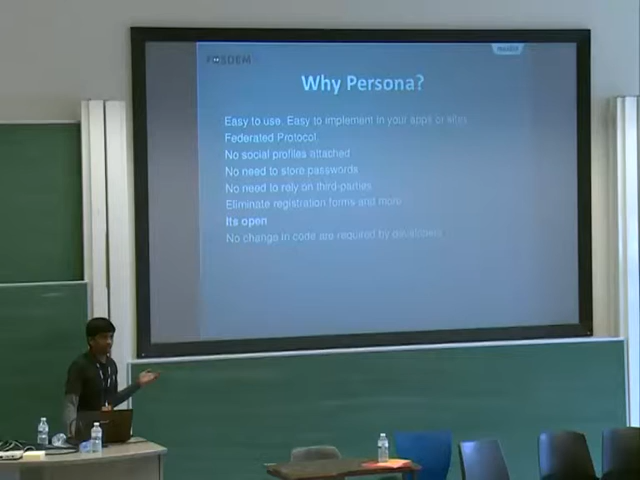 FOSDEM
mozilla
Why Persona?
Easy to use. Easy to implement in your apps or sites
Federated Protocol.
No social profiles attached
No need to store passwords
No need to rely on third-parties
Eliminate registration forms and more
Its open
No change in code are required by developers